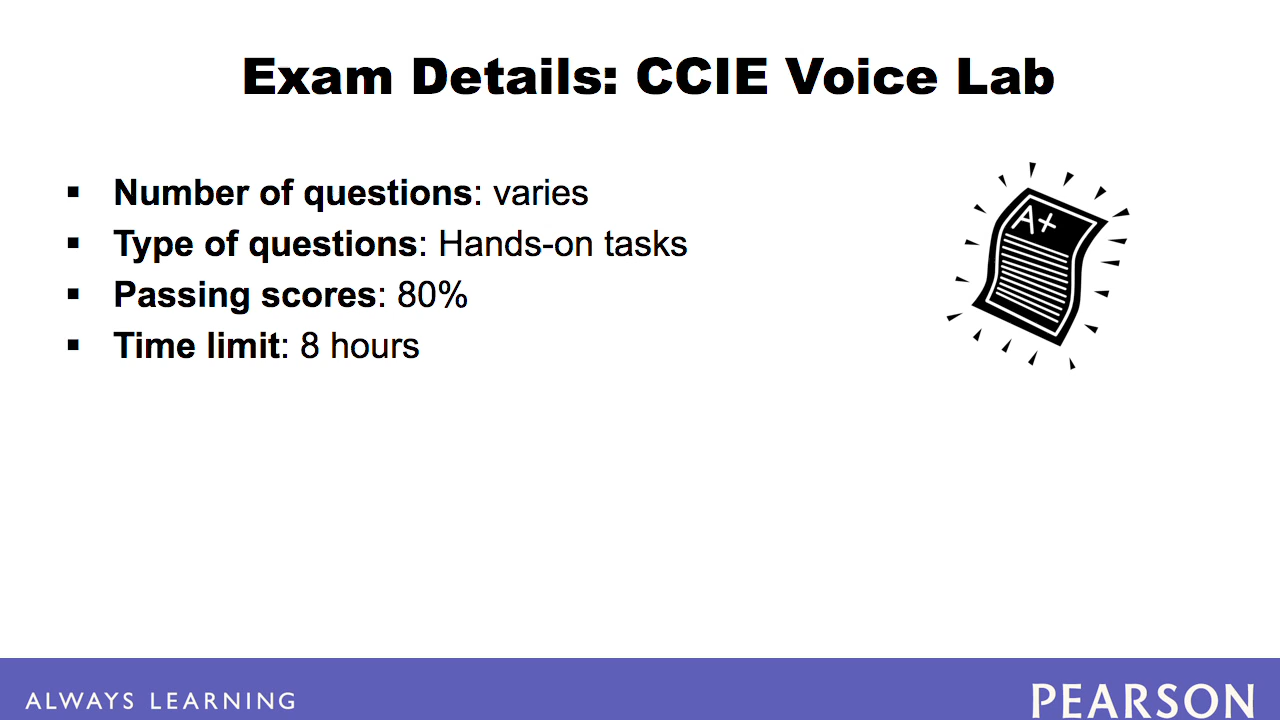 Exam Details: CCIE Voice Lab
▪ Number of questions: varies
▪ Type of questions: Hands-on tasks
▪ Passing scores: 80%
▪ Time limit: 8 hours
A+
ALWAYS LEARNING
PEARSON